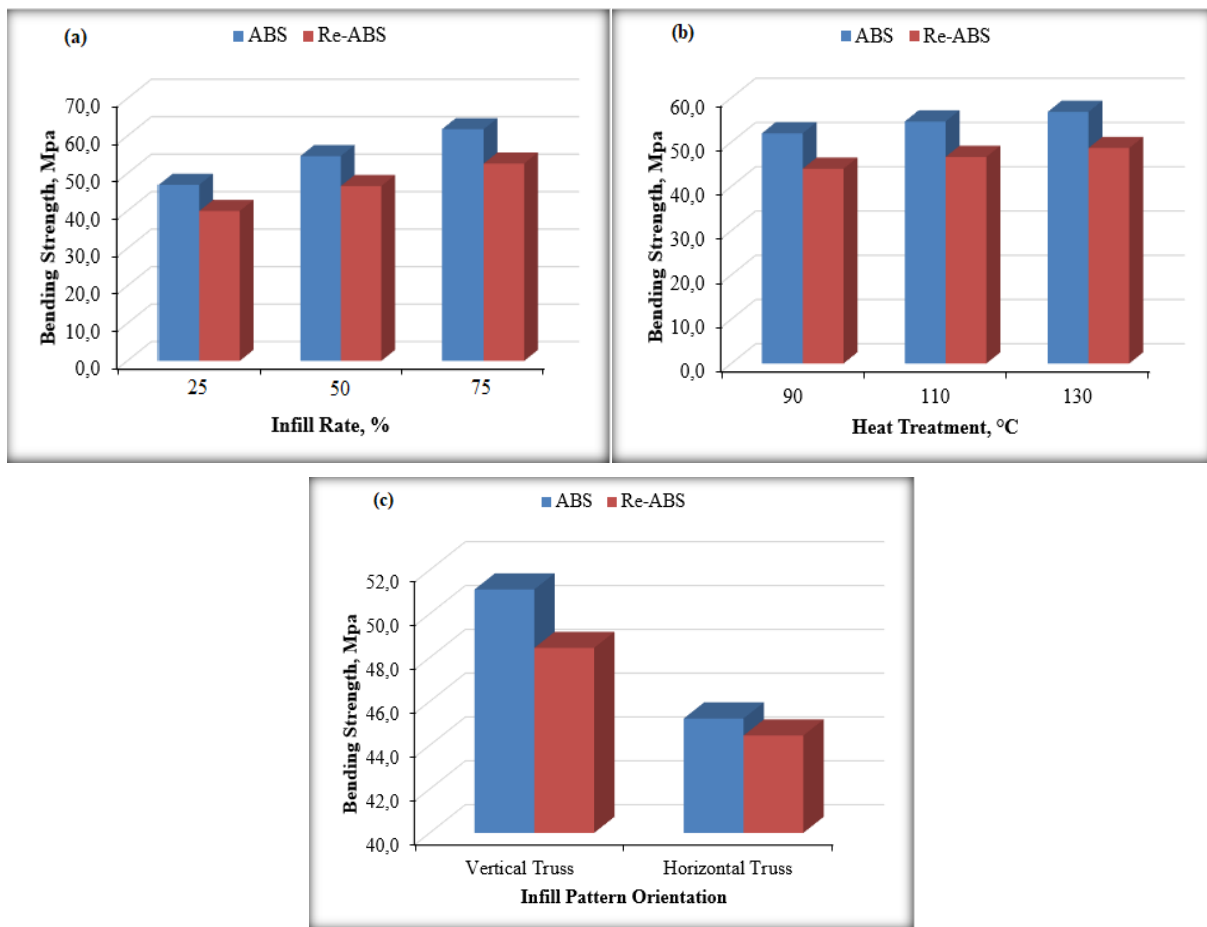 (a)
ABS Re-ABS
Bending Strength, Mpa
70,0
60,0
50,0
40,0
30,0
20,0
10,0
0,0
25 50 75
Infill Rate, %
(b)
ABS Re-ABS
Bending Strength, Mpa
60,0
50,0
40,0
30,0
20,0
10,0
0,0
90 110 130
Heat Treatment, °C
(c)
ABS Re-ABS
Bending Strength, Mpa
52,0
50,0
48,0
46,0
44,0
42,0
40,0
Vertical Truss Horizontal Truss
Infill Pattern Orientation